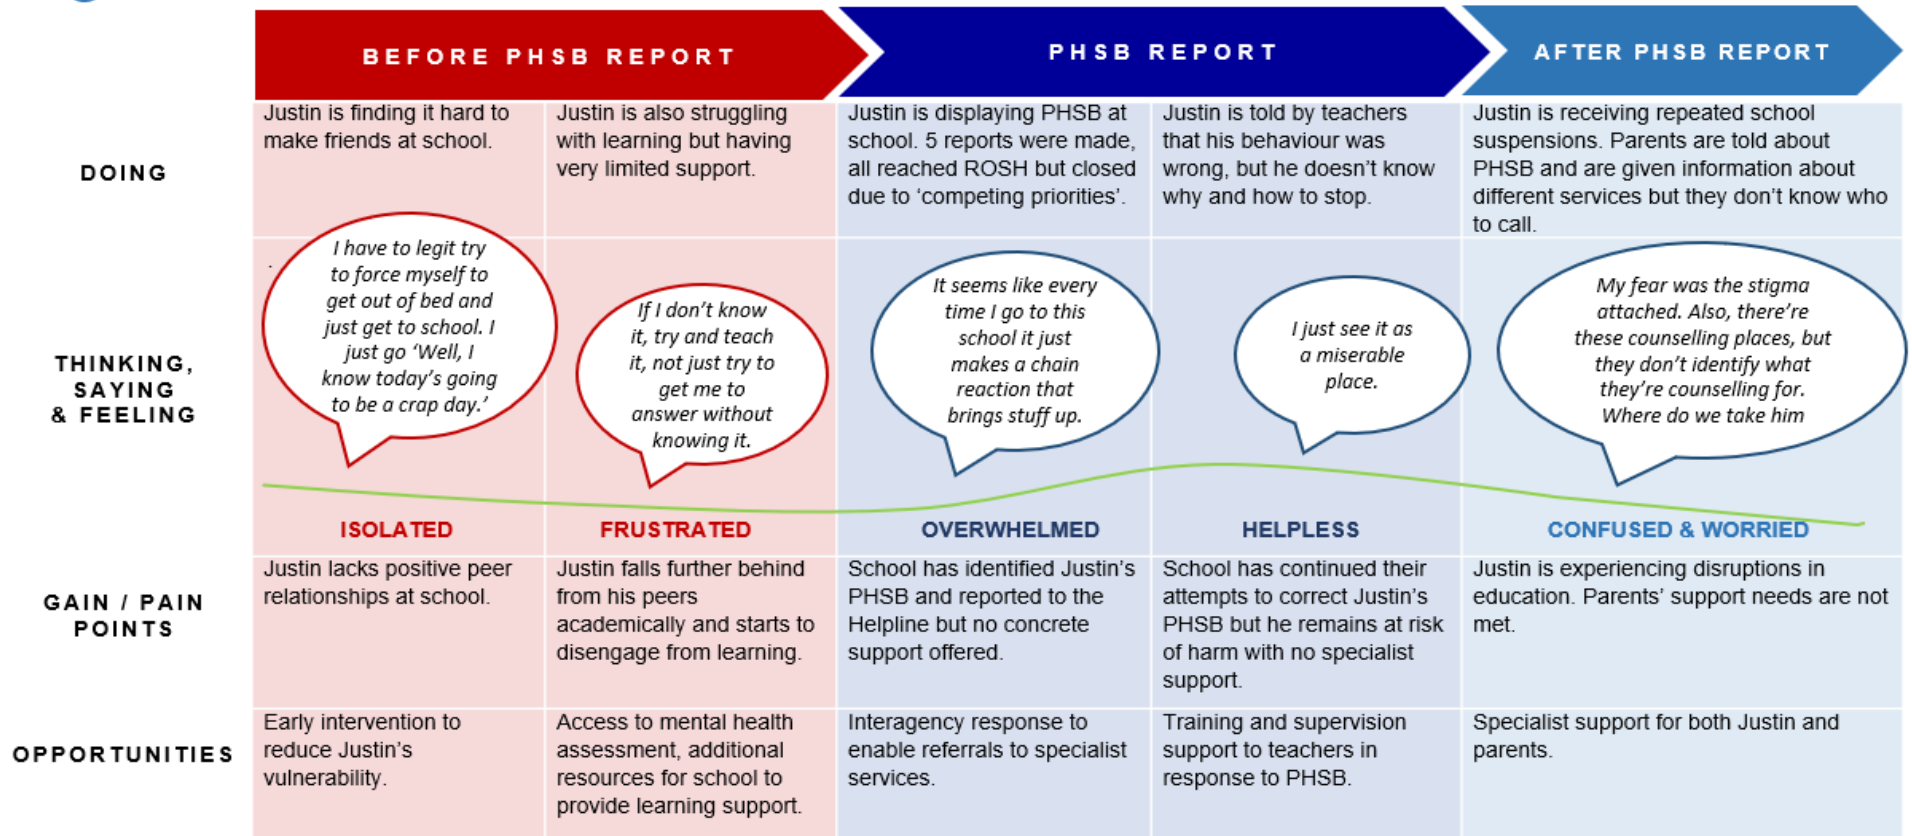 BEFORE PHSB REPORT
PHSB REPORT
AFTER PHSB REPORT
DOING
Justin is finding it hard to
make friends at school.
Justin is also struggling
with learning but having
very limited support.
Justin is displaying PHSB at
school. 5 reports were made,
all reached ROSH but closed
due to ‘competing priorities’.
Justin is told by teachers
that his behaviour was
wrong, but he doesn’t know
why and how to stop.
Justin is receiving repeated school
suspensions. Parents are told about
PHSB and are given information about
different services but they don’t know who
to call.
THINKING,
SAYING
& FEELING
.
I have to legit try
to force myself to
get out of bed and
just get to school. I
just go ‘Well, I
know today’s going
to be a crap day.’
If I don’t know
it, try and teach
it, not just try to
get me to
answer without
knowing it.
It seems like every
time I go to this
school it just
makes a chain
reaction that
brings stuff up.
I just see it as
a miserable
place.
My fear was the stigma
attached. Also, there’re
these counselling places, but
they don’t identify what
they’re counselling for.
Where do we take him
ISOLATED
FRUSTRATED
OVERWHELMED
HELPLESS
CONFUSED & WORRIED
GAIN / PAIN
POINTS
Justin lacks positive peer
relationships at school.
Justin falls further behind
from his peers
academically and starts to
disengage from learning.
School has identified Justin’s
PHSB and reported to the
Helpline but no concrete
support offered.
School has continued their
attempts to correct Justin’s
PHSB but he remains at risk
of harm with no specialist
support.
Justin is experiencing disruptions in
education. Parents’ support needs are not
met.
OPPORTUNITIES
Early intervention to
reduce Justin’s
vulnerability.
Access to mental health
assessment, additional
resources for school to
provide learning support.
Interagency response to
enable referrals to specialist
services.
Training and supervision
support to teachers in
response to PHSB.
Specialist support for both Justin and
parents.